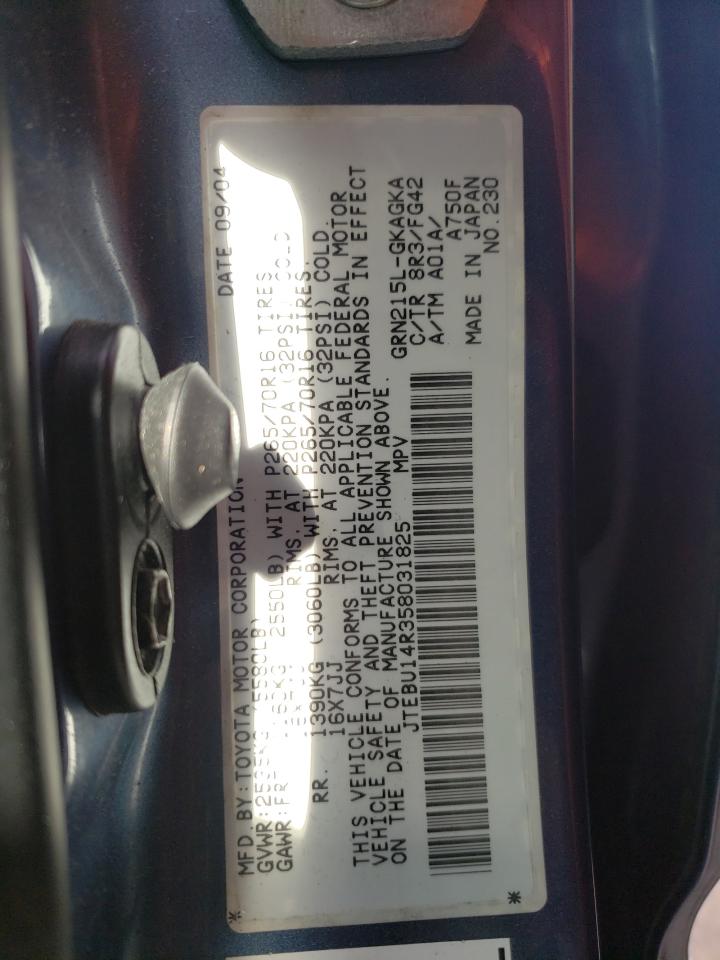 MFD. BY: TOYOTA MOTOR CORPORATION DATE 09/04
GVWR: (5580LB)
GAWR: 2550LB) WITH P265/70R16 TIRES
RIMS, AT 220KPA (32PSI) COLD
RR. 1390KG (3060LB) WITH P265/70R16 TIRES,
16X7JJ RIMS, AT 220KPA (32PSI) COLD.
THIS VEHICLE CONFORMS TO ALL APPLICABLE FEDERAL MOTOR
VEHICLE SAFETY AND THEFT PREVENTION STANDARDS IN EFFECT
ON THE DATE OF MANUFACTURE SHOWN ABOVE.
JTEBU14R358031825 MPV
GRN215L-GKAGKA
C/TR 8R3/FG42
A/TM A01A/
A750F
MADE IN JAPAN
NO.230
* *